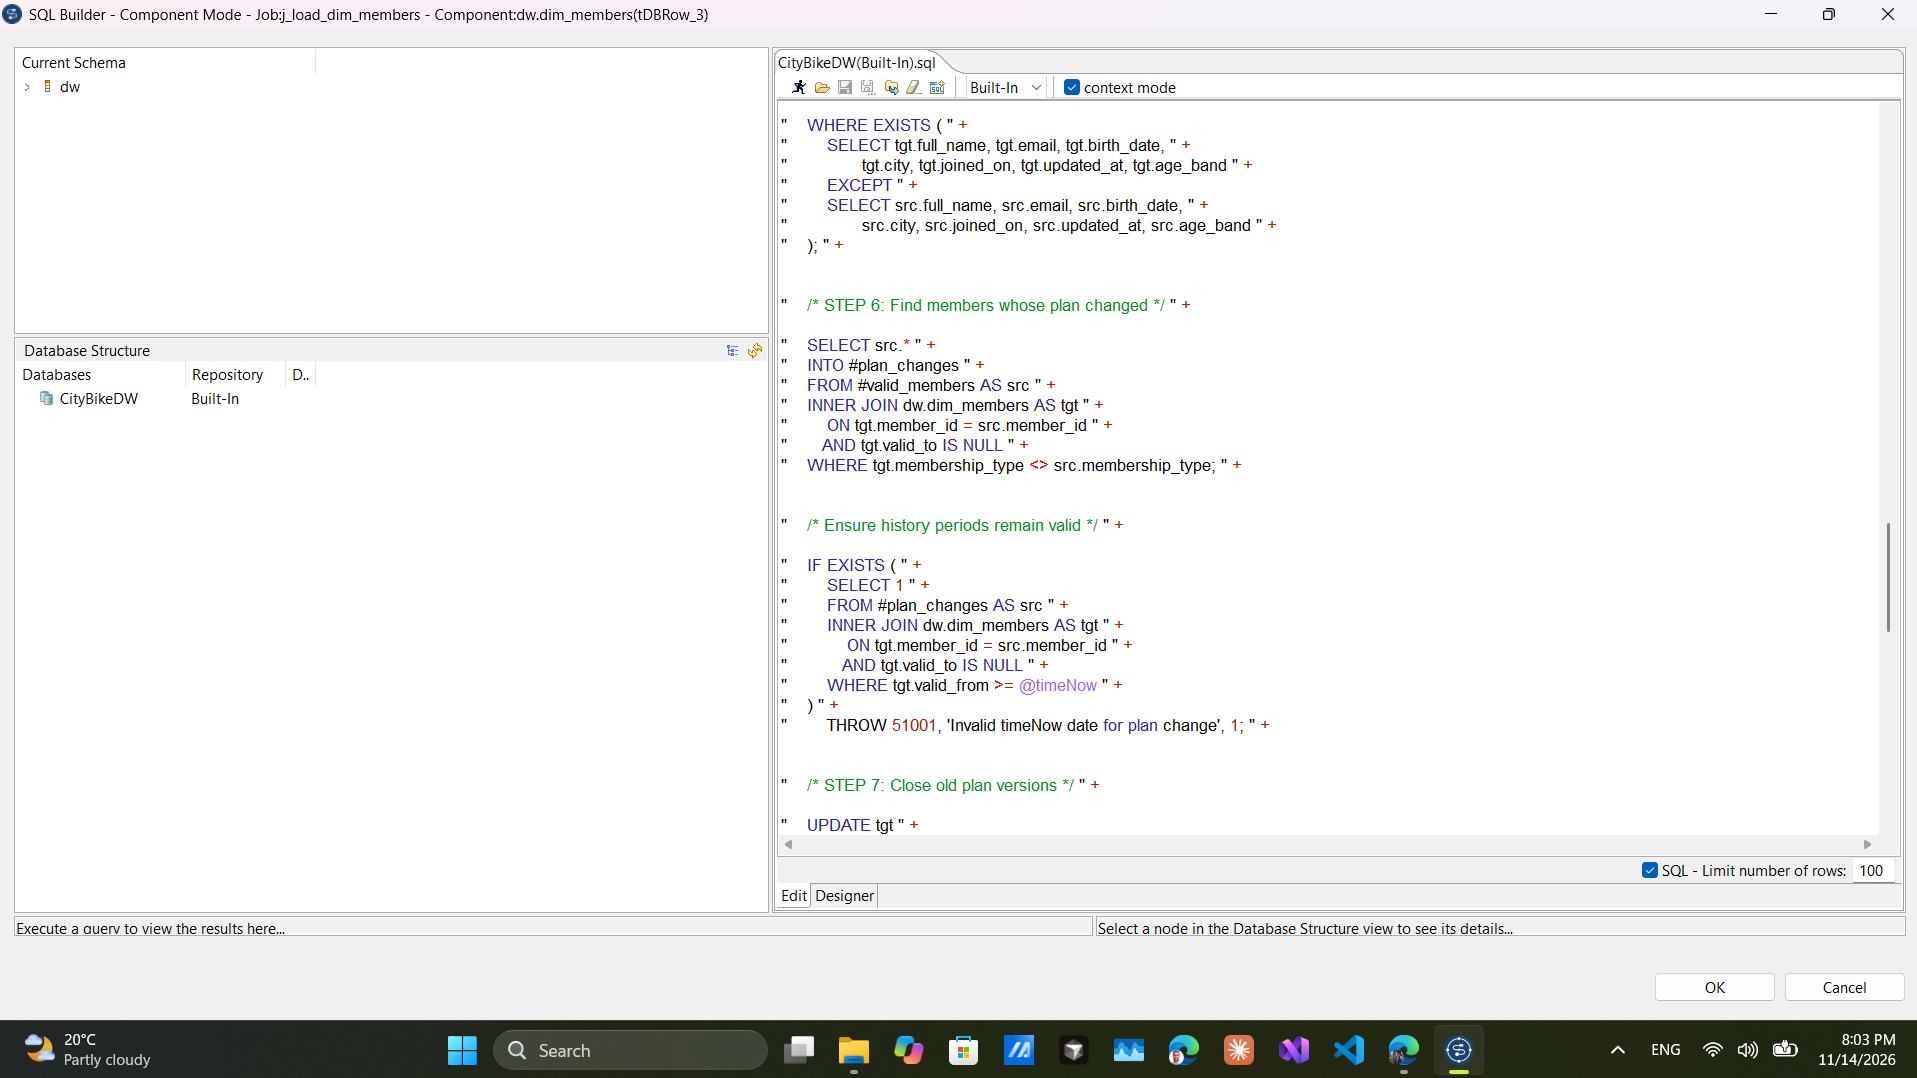 SQL Builder - Component Mode - Job:j_load_dim_members - Component:dw.dim_members(tDBRow_3)
Current Schema
dw
Database Structure
Databases Repository D..
CityBikeDW Built-In
CityBikeDW(Built-In).sql
Built-In context mode
" WHERE EXISTS ( " +
" SELECT tgt.full_name, tgt.email, tgt.birth_date, " +
" tgt.city, tgt.joined_on, tgt.updated_at, tgt.age_band " +
" EXCEPT " +
" SELECT src.full_name, src.email, src.birth_date, " +
" src.city, src.joined_on, src.updated_at, src.age_band " +
" ); " +
" /* STEP 6: Find members whose plan changed */ " +
" SELECT src.* " +
" INTO #plan_changes " +
" FROM #valid_members AS src " +
" INNER JOIN dw.dim_members AS tgt " +
" ON tgt.member_id = src.member_id " +
" AND tgt.valid_to IS NULL " +
" WHERE tgt.membership_type <> src.membership_type; " +
" /* Ensure history periods remain valid */ " +
" IF EXISTS ( " +
" SELECT 1 " +
" FROM #plan_changes AS src " +
" INNER JOIN dw.dim_members AS tgt " +
" ON tgt.member_id = src.member_id " +
" AND tgt.valid_to IS NULL " +
" WHERE tgt.valid_from >= @timeNow " +
" ) " +
" THROW 51001, 'Invalid timeNow date for plan change', 1; " +
" /* STEP 7: Close old plan versions */ " +
" UPDATE tgt " +
SQL - Limit number of rows: 100
Edit Designer
Execute a query to view the results here...
Select a node in the Database Structure view to see its details...
OK Cancel
20°C
Partly cloudy
Search
ENG
8:03 PM
11/14/2026